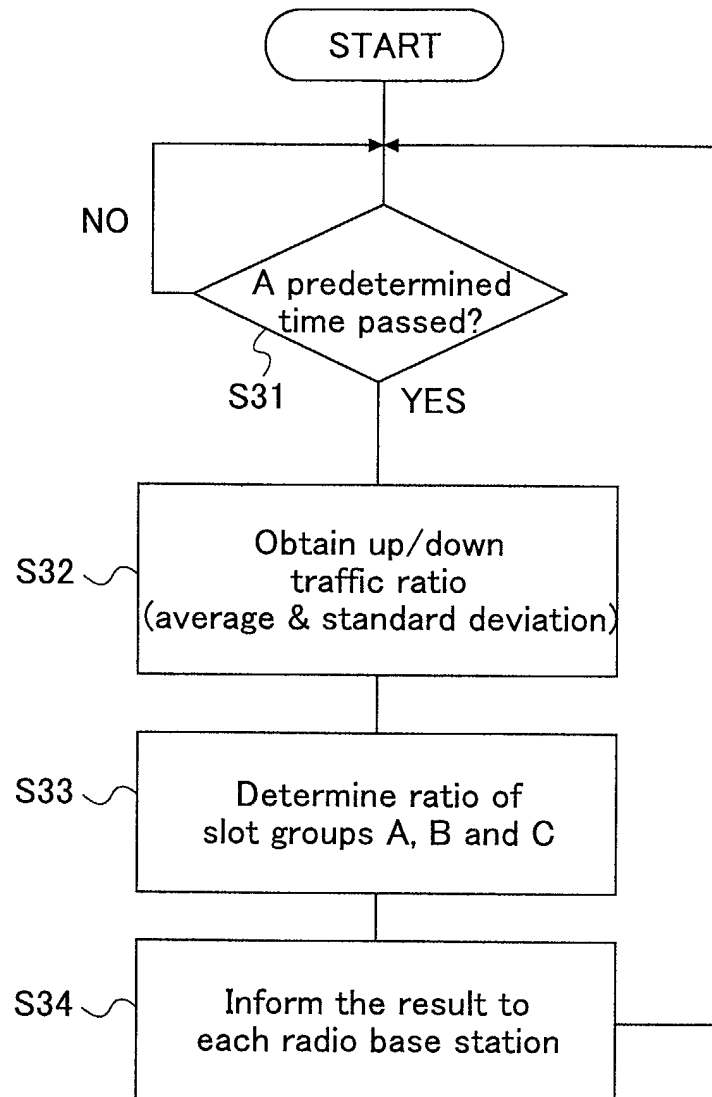 START
NO
A predetermined
time passed?
S31
YES
S32
Obtain up/down
traffic ratio
(average & standard deviation)
S33
Determine ratio of
slot groups A, B and C
S34
Inform the result to
each radio base station